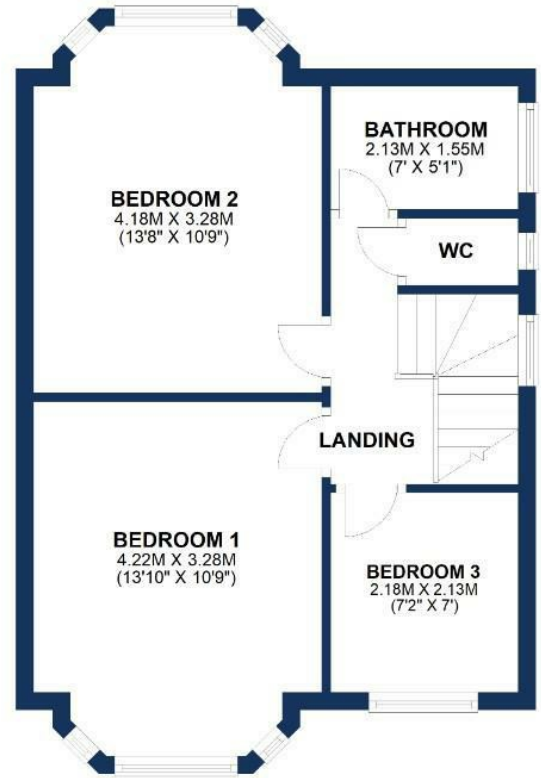 BATHROOM
2.13M X 1.55M
(7' X 5'1")
BEDROOM 2
4.18M X 3.28M
(13'8" X 10'9")
WC
LANDING
BEDROOM 1
4.22M X 3.28M
(13'10" X 10'9")
BEDROOM 3
2.18M X 2.13M
(7'2" X 7')